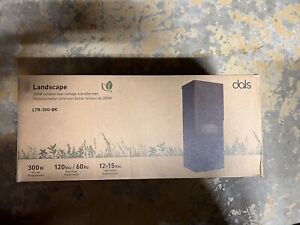 Landscape
dals
300W outdoor low voltage transformer
Transformateur extérieur basse tension de 300W
LTR-300-BK
300W
120VAC / 60Hz
12-15VAC